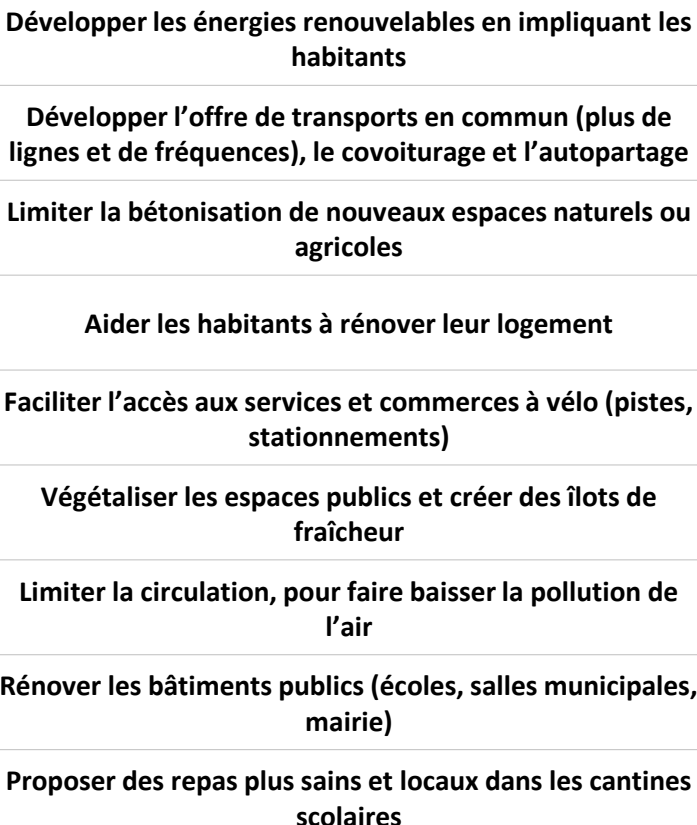 Développer les énergies renouvelables en impliquant les
habitants
Développer l’offre de transports en commun (plus de
lignes et de fréquences), le covoiturage et l’autopartage
Limiter la bétonisation de nouveaux espaces naturels ou
agricoles
Aider les habitants à rénover leur logement
Faciliter l’accès aux services et commerces à vélo (pistes,
stationnements)
Végétaliser les espaces publics et créer des îlots de
fraîcheur
Limiter la circulation, pour faire baisser la pollution de
l’air
Rénover les bâtiments publics (écoles, salles municipales,
mairie)
Proposer des repas plus sains et locaux dans les cantines
scolaires